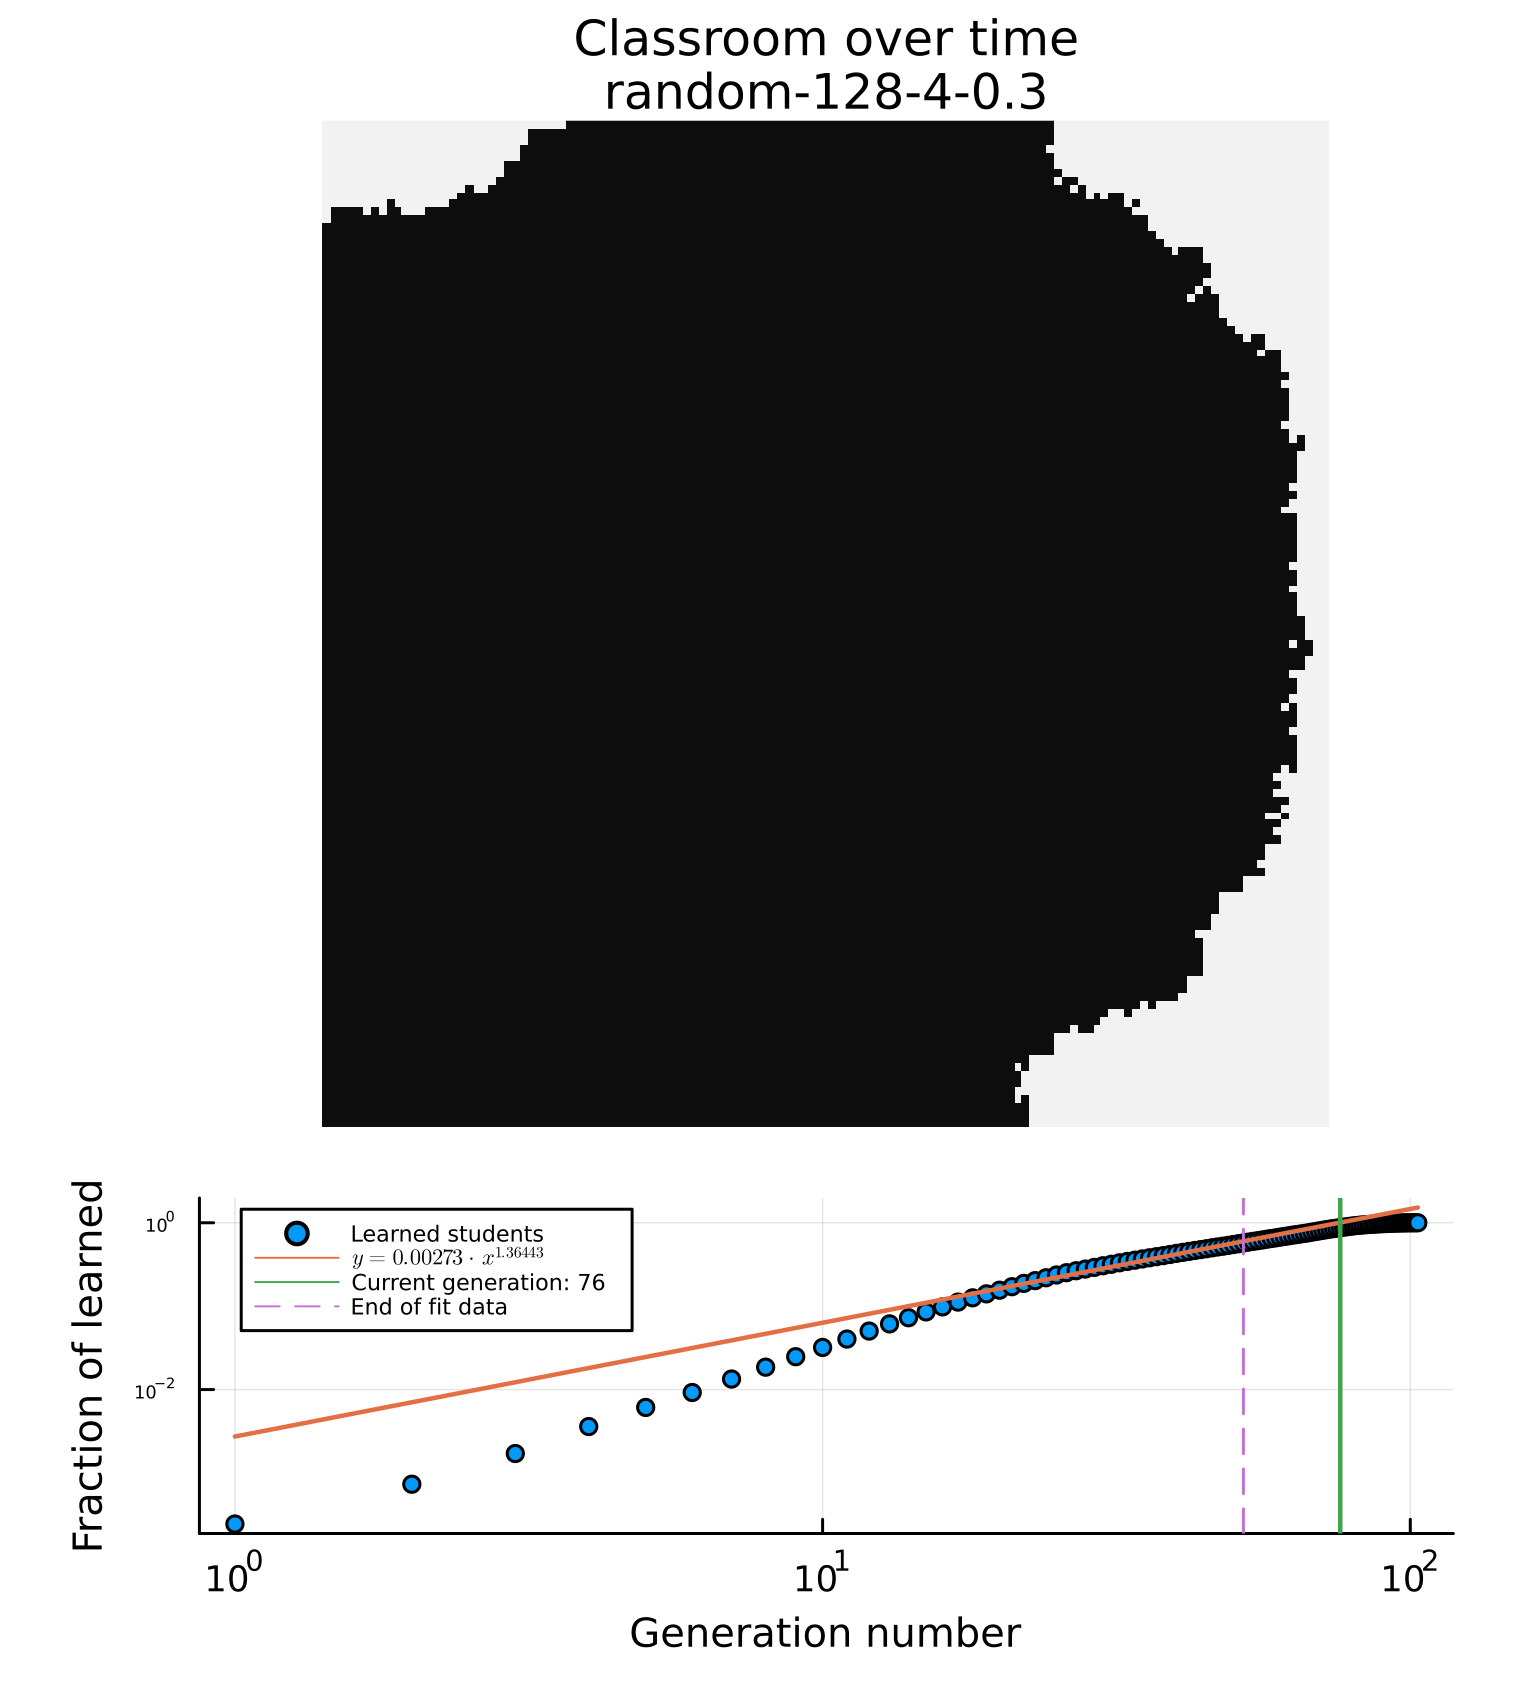 Classroom over time
random-128-4-0.3
Fraction of learned
10^0
10^-2
Learned students
y = 0.00273 · x^1.36443
Current generation: 76
End of fit data
10^0 10^1 10^2
Generation number